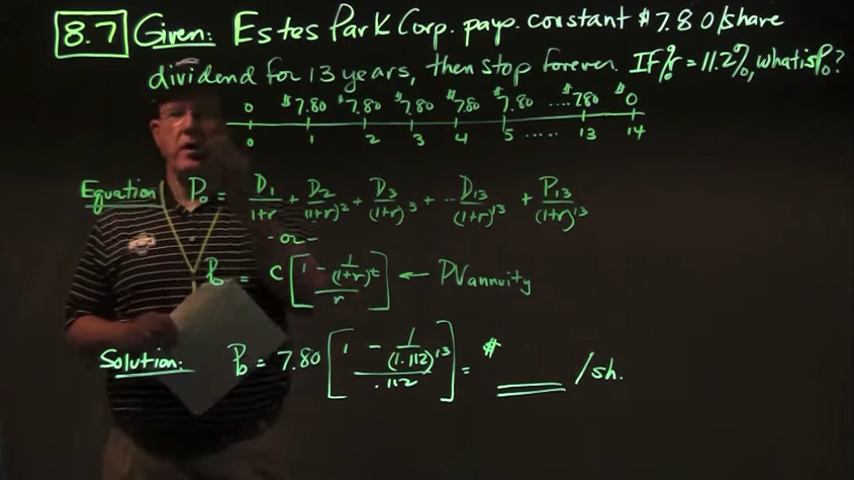 8.7 Given: Estes Park Corp. pays. constant $7.80/share
dividend for 13 years, then stop forever. If % r = 11.2%, what is P₀?
0 $7.80 $7.80 $7.80 $7.80 $7.80 .... $780 $0
0 1 2 3 4 5 ..... 13 14
Equation P₀ = D₁/1+r + D₂/(1+r)² + D₃/(1+r)³ + ... D₁₃/(1+r)¹³ + P₁₃/(1+r)¹³
-or-
P₀ = C [1 - 1/(1+r)ᵗ / r] ← PV annuity
Solution: P₀ = 7.80 [1 - 1/(1.112)¹³ / .112] = $ ____ /sh.